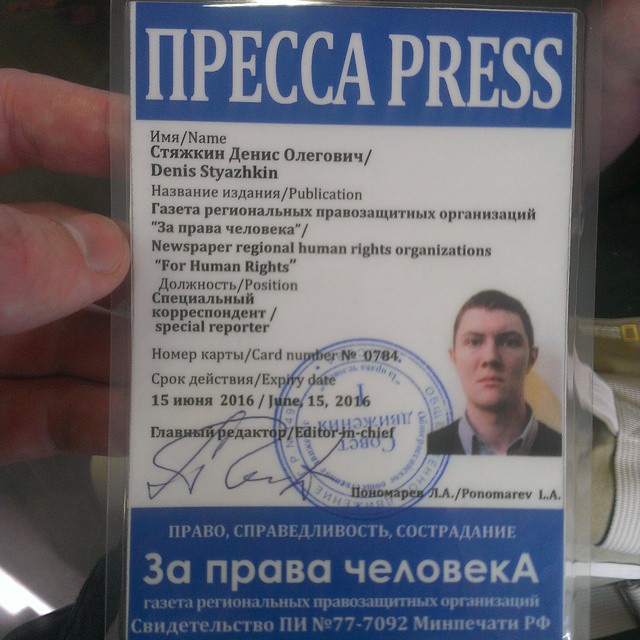 ПРЕССА PRESS
Имя/Name
Стяжкин Денис Олегович/
Denis Styazhkin
Название издания/Publication
Газета региональных правозащитных организаций
"За права человека"/
Newspaper regional human rights organizations
"For Human Rights"
Должность/Position
Специальный
корреспондент /
special reporter
Номер карты/Card number № 0784.
Срок действия/Expiry date
15 июня 2016 / June, 15, 2016
Главный редактор/Editor-in-chief
Совет
движения
Пономарев Л.А./Ponomarev L.A.
ПРАВО, СПРАВЕДЛИВОСТЬ, СОСТРАДАНИЕ
За права человекА
газета региональных правозащитных организаций
Свидетельство ПИ №77-7092 Минпечати РФ